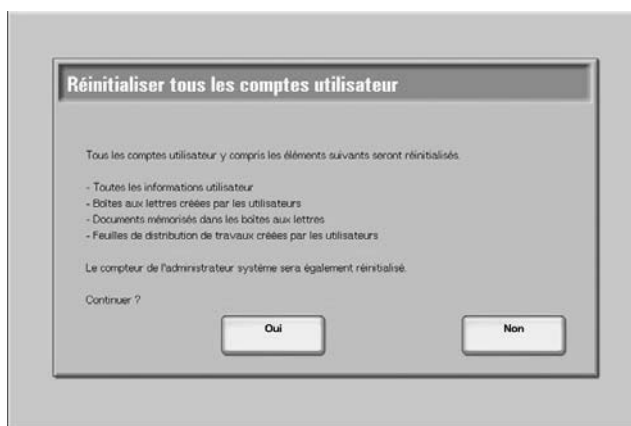 Réinitialiser tous les comptes utilisateur
Tous les comptes utilisateur y compris les éléments suivants seront réinitialisés.
- Toutes les informations utilisateur
- Boîtes aux lettres créées par les utilisateurs
- Documents mémorisés dans les boîtes aux lettres
- Feuilles de distribution de travaux créées par les utilisateurs
Le compteur de l'administrateur système sera également réinitialisé.
Continuer ?
Oui
Non